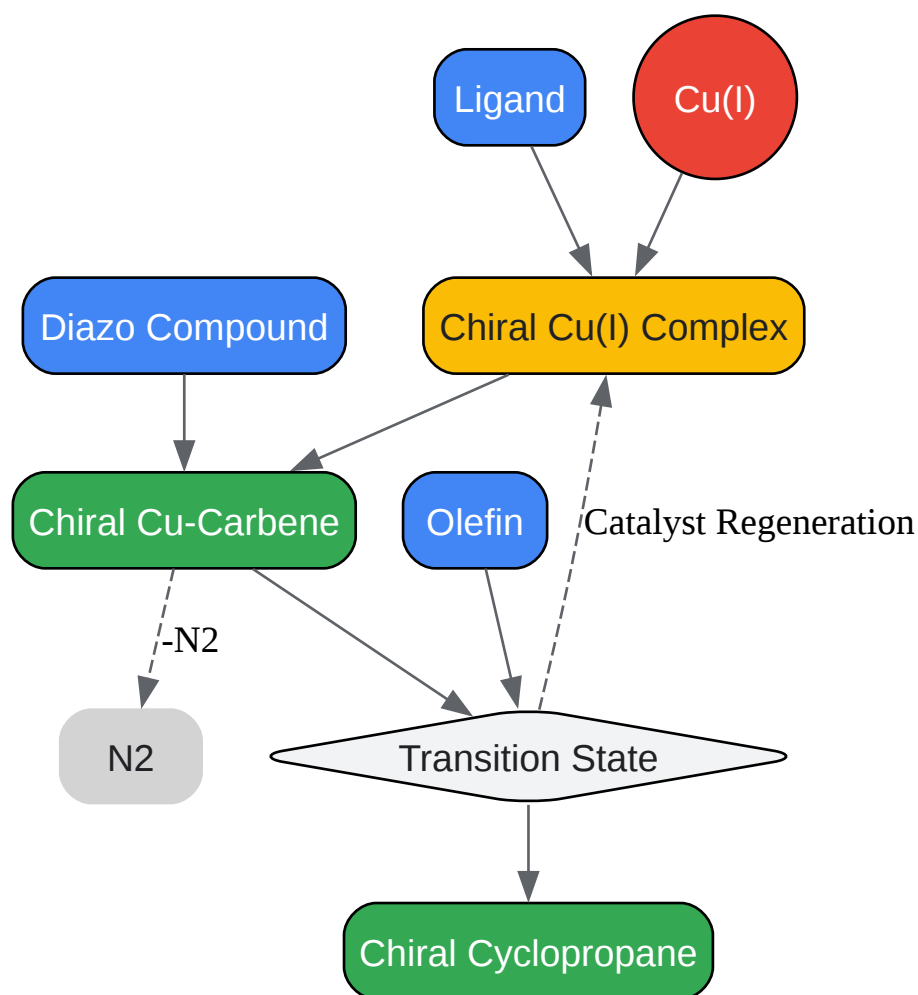 Ligand
Cu(I)
Diazo Compound
Chiral Cu(I) Complex
Chiral Cu-Carbene
Olefin
Catalyst Regeneration
-N2
N2
Transition State
Chiral Cyclopropane